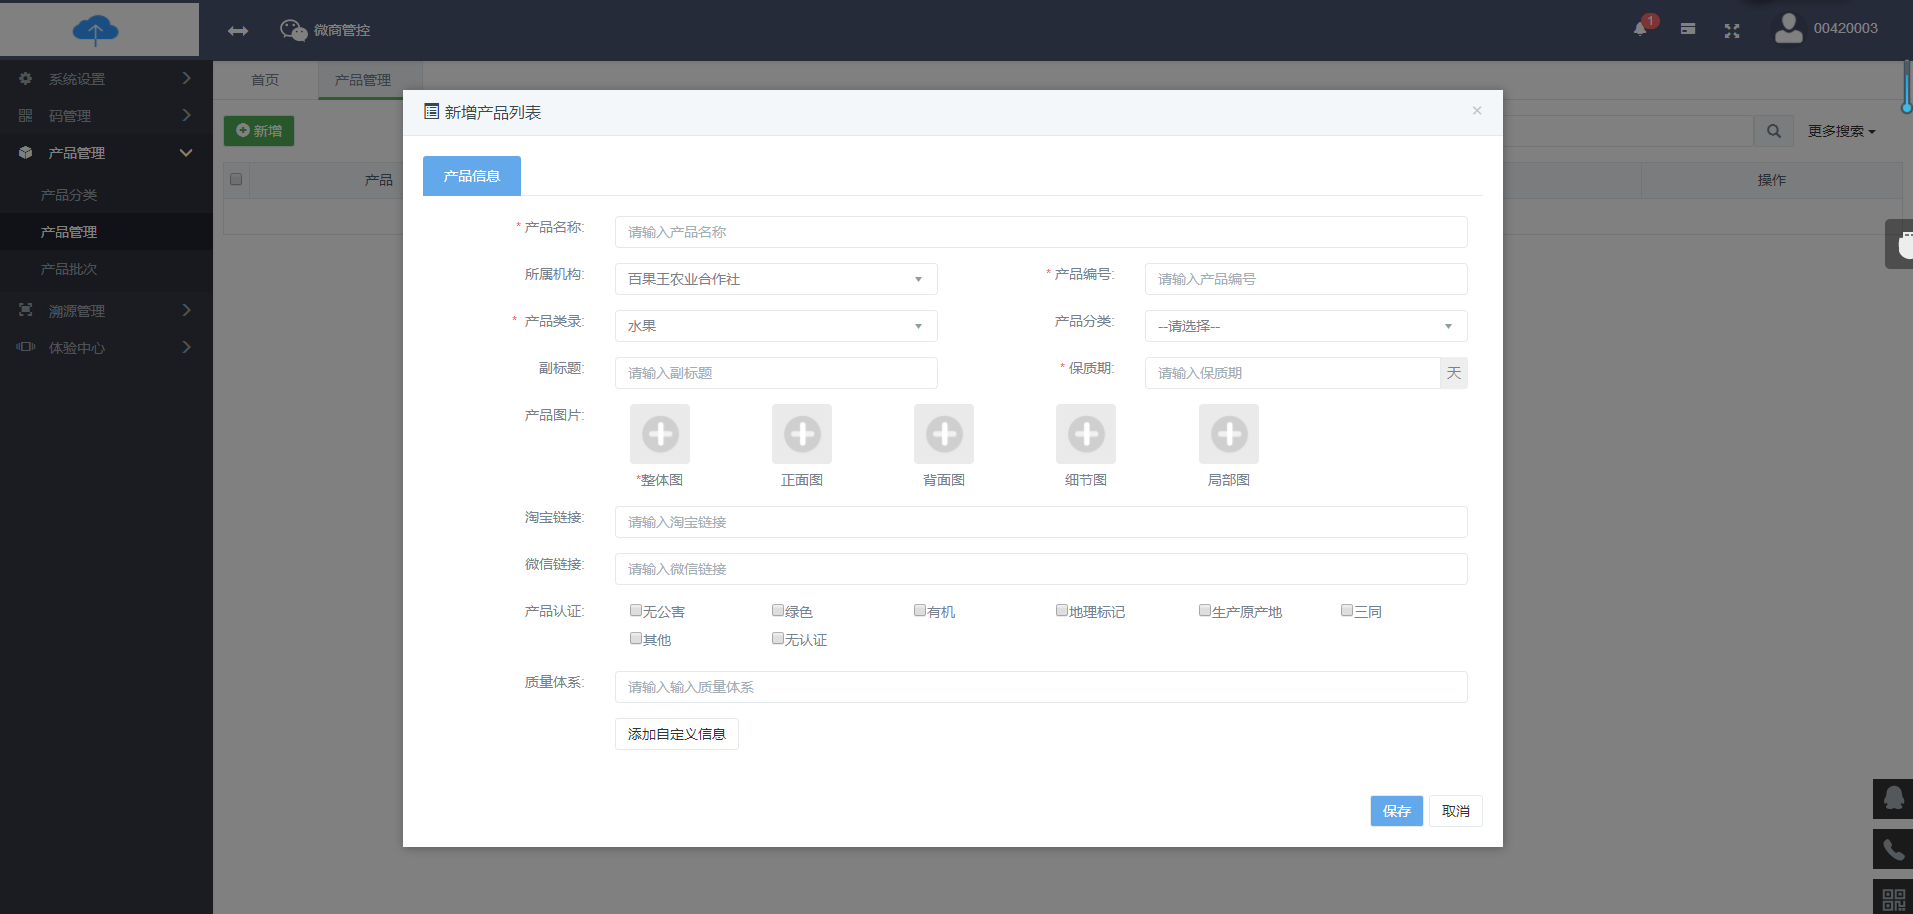 微商管控
1
00420003
系统设置
码管理
产品管理
产品分类
产品管理
产品批次
溯源管理
体验中心
首页
产品管理
新增
更多搜索
产品
操作
新增产品列表
×
产品信息
* 产品名称: 请输入产品名称
所属机构: 百果王农业合作社 * 产品编号: 请输入产品编号
* 产品类录: 水果 产品分类: --请选择--
副标题: 请输入副标题 * 保质期: 请输入保质期 天
产品图片:
*整体图 正面图 背面图 细节图 局部图
淘宝链接: 请输入淘宝链接
微信链接: 请输入微信链接
产品认证: 无公害 绿色 有机 地理标记 生产原产地 三同
其他 无认证
质量体系: 请输入输入质量体系
添加自定义信息
保存 取消